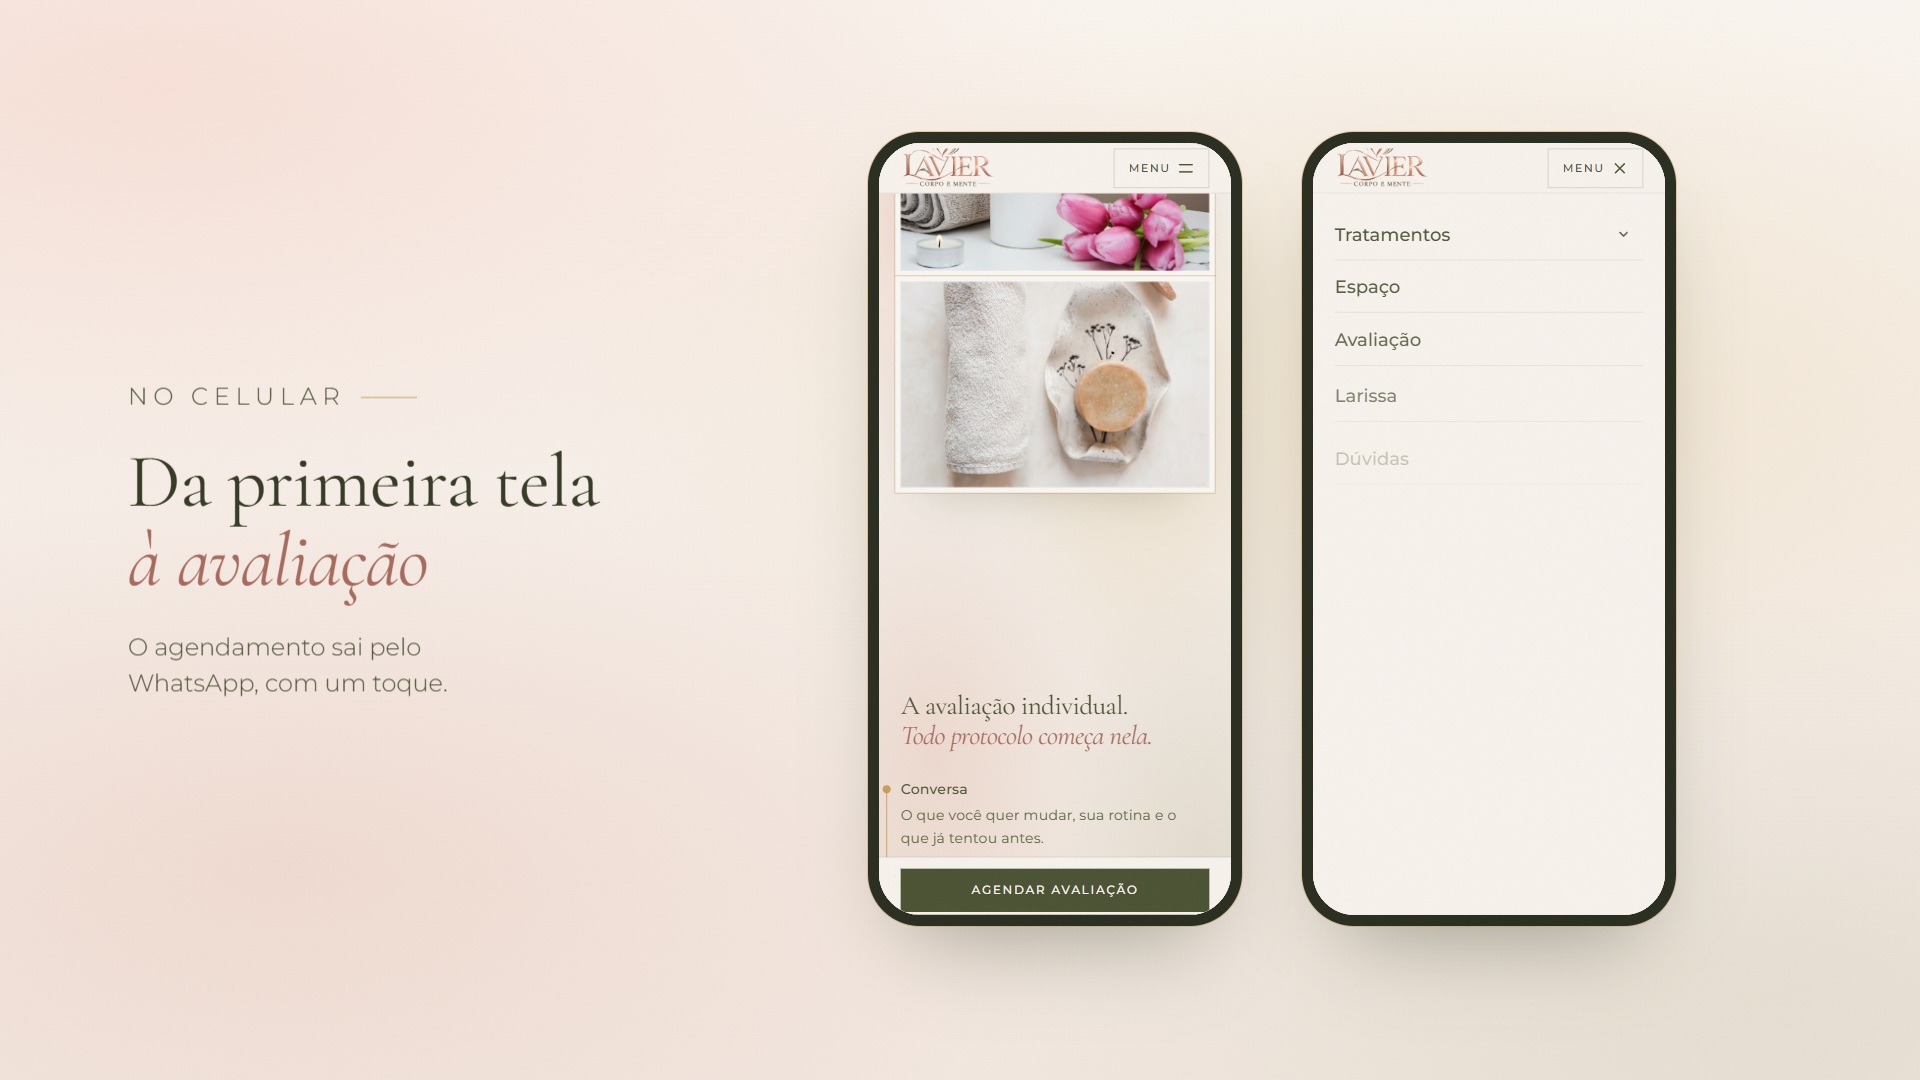 NO CELULAR
Da primeira tela
à avaliação
O agendamento sai pelo
WhatsApp, com um toque.
LAVIER
CORPO E MENTE
MENU
A avaliação individual.
Todo protocolo começa nela.
Conversa
O que você quer mudar, sua rotina e o
que já tentou antes.
AGENDAR AVALIAÇÃO
LAVIER
CORPO E MENTE
MENU
Tratamentos
Espaço
Avaliação
Larissa
Dúvidas